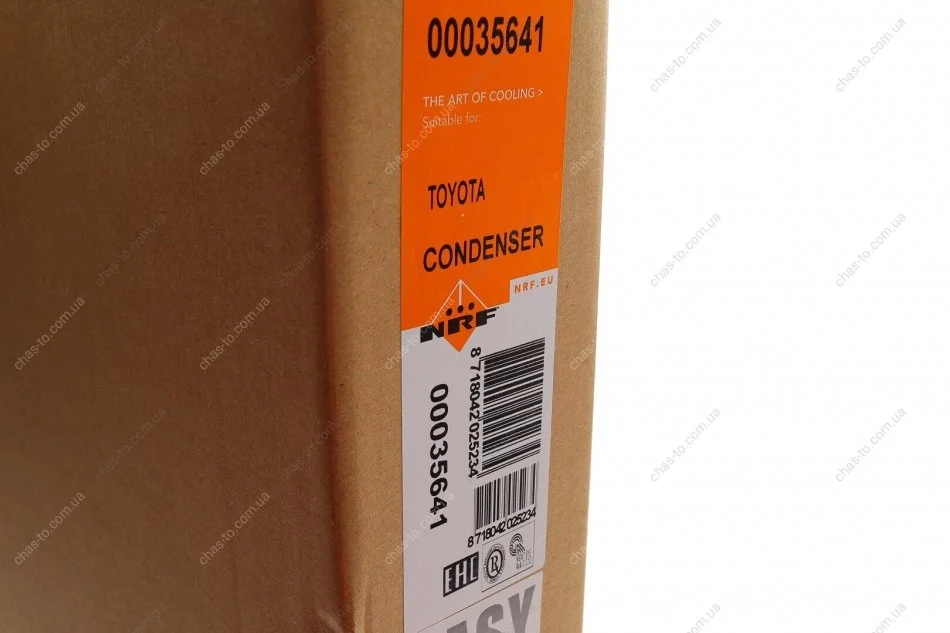 00035641
THE ART OF COOLING >
Suitable for:
TOYOTA
CONDENSER
NRF.EU
NRF
8 718042 025234
00035641
8 718042 025234
EAC
chas-to.com.ua